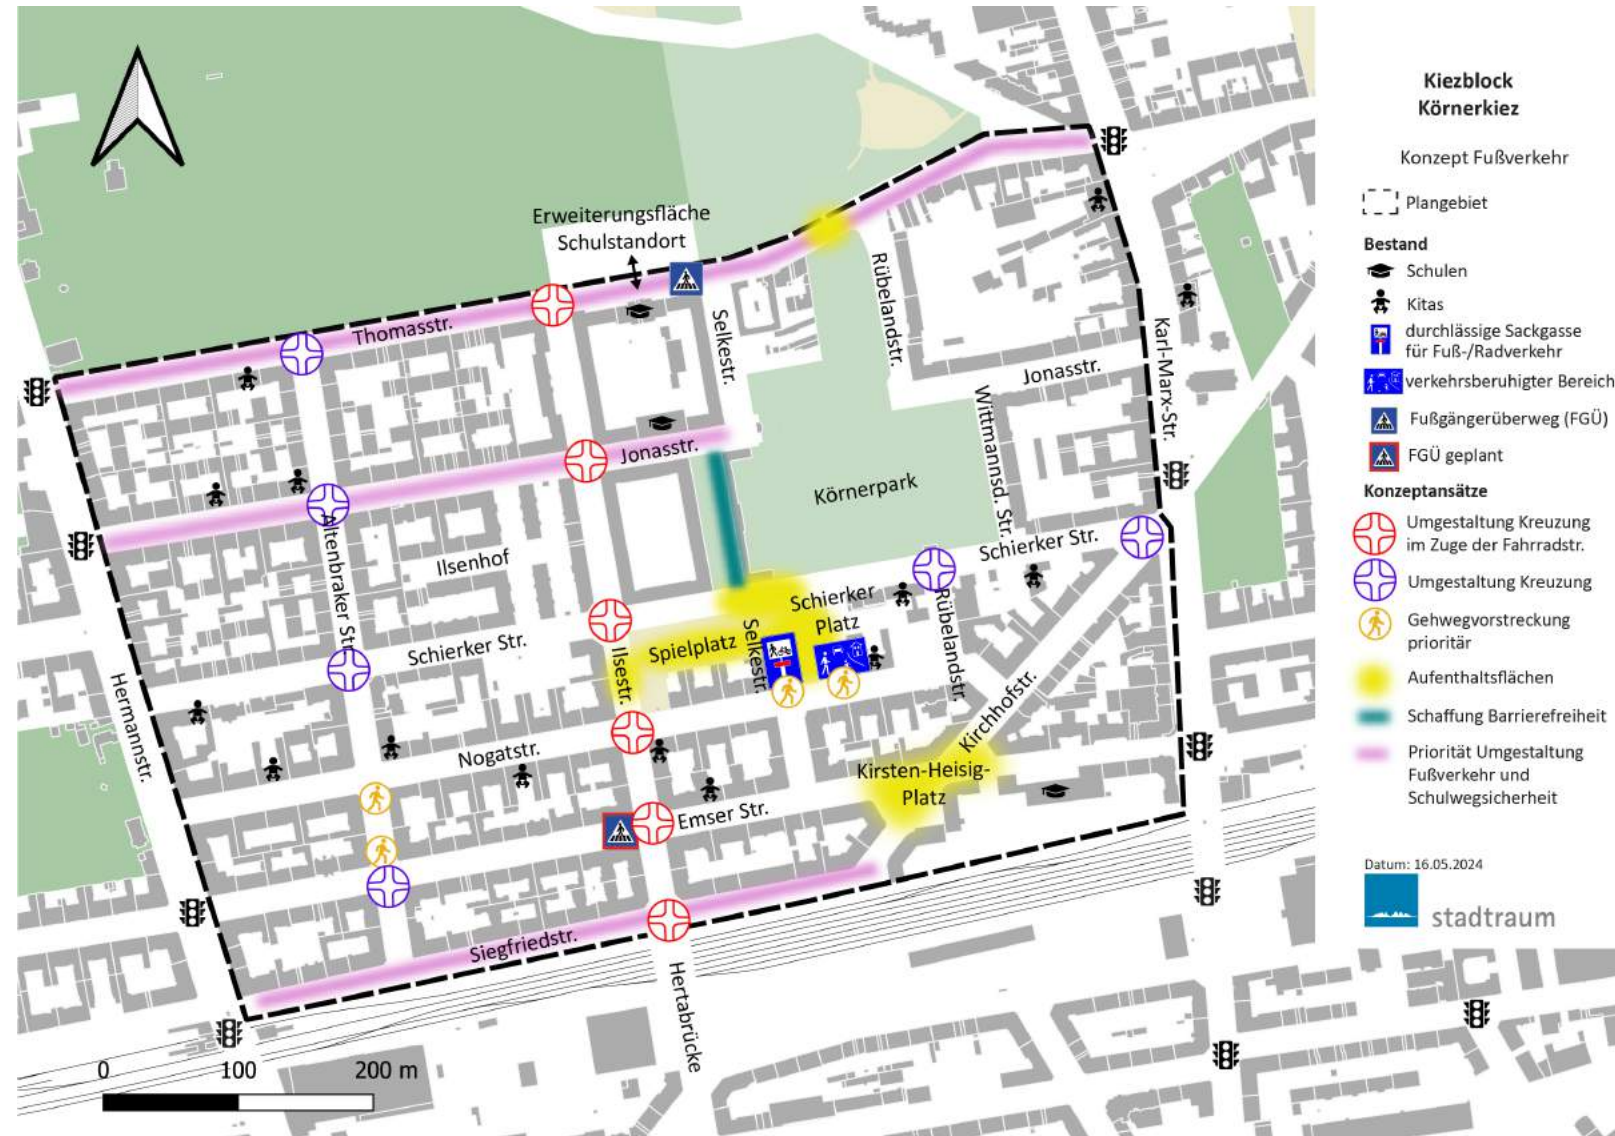 Erweiterungsfläche
Schulstandort
Thomasstr.
Selkestr.
Rübelandstr.
Jonasstr.
Karl-Marx-Str.
Wittmannsd. Str.
Jonasstr.
Körnerpark
Altenbraker Str.
Ilsenhof
Schierker Str.
Schierker
Platz
Schierker Str.
Spielplatz
Selkestr.
Rübelandstr.
Ilsestr.
Hermannstr.
Nogatstr.
Kirchhofstr.
Kirsten-Heisig-
Platz
Emser Str.
Siegfriedstr.
Hertabrücke
0 100 200 m
Kiezblock
Körnerkiez
Konzept Fußverkehr
Plangebiet
Bestand
Schulen
Kitas
durchlässige Sackgasse
für Fuß-/Radverkehr
verkehrsberuhigter Bereich
Fußgängerüberweg (FGÜ)
FGÜ geplant
Konzeptansätze
Umgestaltung Kreuzung
im Zuge der Fahrradstr.
Umgestaltung Kreuzung
Gehwegvorstreckung
prioritär
Aufenthaltsflächen
Schaffung Barrierefreiheit
Priorität Umgestaltung
Fußverkehr und
Schulwegsicherheit
Datum: 16.05.2024
stadtraum